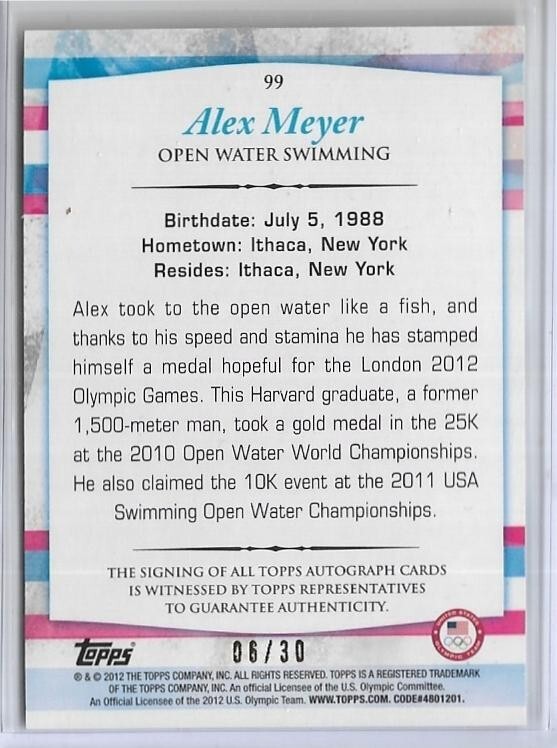 99
Alex Meyer
OPEN WATER SWIMMING
Birthdate: July 5, 1988
Hometown: Ithaca, New York
Resides: Ithaca, New York
Alex took to the open water like a fish, and
thanks to his speed and stamina he has stamped
himself a medal hopeful for the London 2012
Olympic Games. This Harvard graduate, a former
1,500-meter man, took a gold medal in the 25K
at the 2010 Open Water World Championships.
He also claimed the 10K event at the 2011 USA
Swimming Open Water Championships.
THE SIGNING OF ALL TOPPS AUTOGRAPH CARDS
IS WITNESSED BY TOPPS REPRESENTATIVES
TO GUARANTEE AUTHENTICITY.
UNITED STATES
OLYMPIC TEAM
Topps®
06/30
® & © 2012 THE TOPPS COMPANY, INC. ALL RIGHTS RESERVED. TOPPS IS A REGISTERED TRADEMARK
OF THE TOPPS COMPANY, INC. An official Licensee of the U.S. Olympic Committee.
An Official Licensee of the 2012 U.S. Olympic Team. WWW.TOPPS.COM. CODE#4801201.